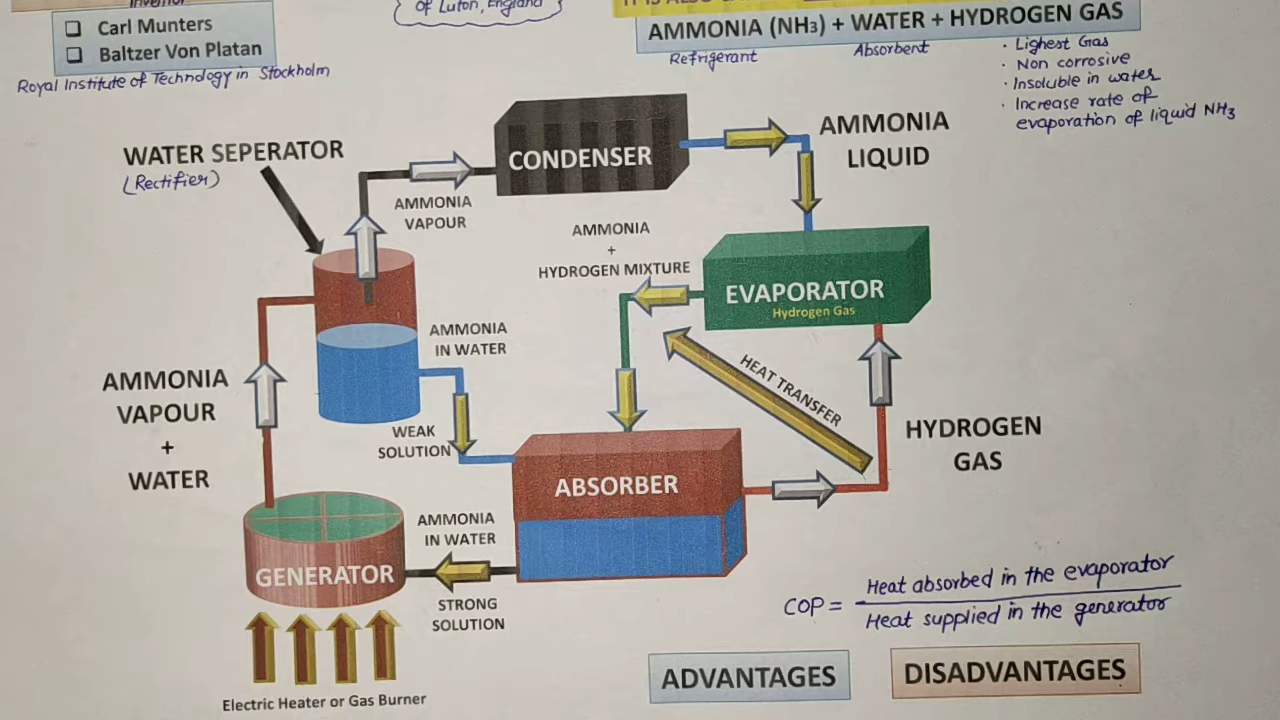 Inventor
of Luton, England
IT IS ALSO
❑ Carl Munters
❑ Baltzer Von Platan
Royal Institute of Technology in Stockholm
AMMONIA (NH3) + WATER + HYDROGEN GAS
Refrigerant
Absorbent
· Lighest Gas
· Non corrosive
· Insoluble in water
· Increase rate of
evaporation of liquid NH3
WATER SEPERATOR
(Rectifier)
AMMONIA
VAPOUR
CONDENSER
AMMONIA
LIQUID
AMMONIA
+
HYDROGEN MIXTURE
EVAPORATOR
Hydrogen Gas
AMMONIA
IN WATER
HEAT TRANSFER
AMMONIA
VAPOUR
+
WATER
WEAK
SOLUTION
HYDROGEN
GAS
ABSORBER
AMMONIA
IN WATER
GENERATOR
STRONG
SOLUTION
COP = Heat absorbed in the evaporator
Heat supplied in the generator
Electric Heater or Gas Burner
ADVANTAGES
DISADVANTAGES